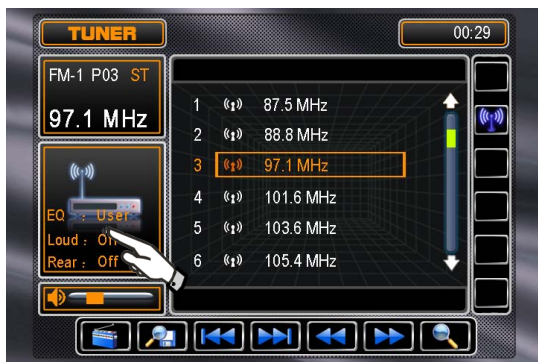 TUNER
00:29
FM-1 P03 ST
97.1 MHz
1 87.5 MHz
2 88.8 MHz
3 97.1 MHz
4 101.6 MHz
5 103.6 MHz
6 105.4 MHz
EQ : User
Loud :
Rear : Off